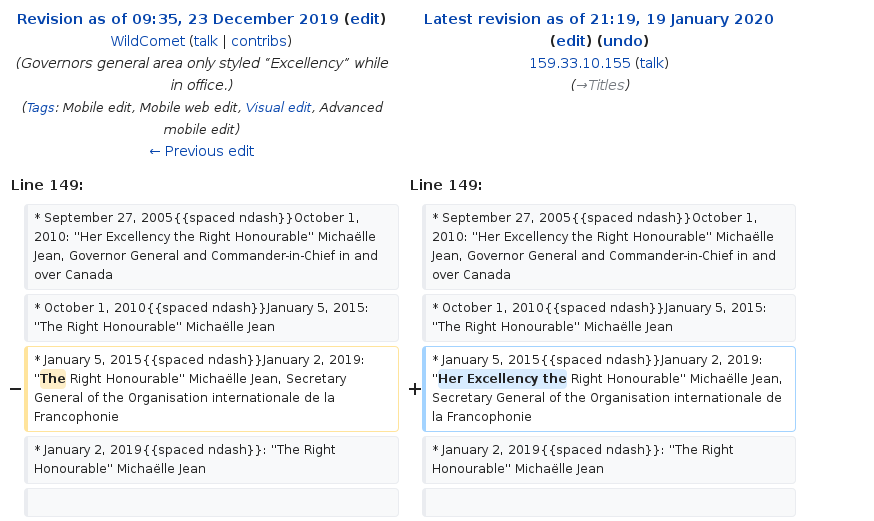 Revision as of 09:35, 23 December 2019 (edit)
WildComet (talk | contribs)
(Governors general area only styled “Excellency” while
in office.)
(Tags: Mobile edit, Mobile web edit, Visual edit, Advanced
mobile edit)
← Previous edit
Latest revision as of 21:19, 19 January 2020
(edit) (undo)
159.33.10.155 (talk)
(→Titles)
Line 149:
Line 149:
* September 27, 2005{{spaced ndash}}October 1,
2010: "Her Excellency the Right Honourable" Michaëlle
Jean, Governor General and Commander-in-Chief in and
over Canada
* September 27, 2005{{spaced ndash}}October 1,
2010: "Her Excellency the Right Honourable" Michaëlle
Jean, Governor General and Commander-in-Chief in and
over Canada
* October 1, 2010{{spaced ndash}}January 5, 2015:
"The Right Honourable" Michaëlle Jean
* October 1, 2010{{spaced ndash}}January 5, 2015:
"The Right Honourable" Michaëlle Jean
−
* January 5, 2015{{spaced ndash}}January 2, 2019:
"The Right Honourable" Michaëlle Jean, Secretary
General of the Organisation internationale de la
Francophonie
+
* January 5, 2015{{spaced ndash}}January 2, 2019:
"Her Excellency the Right Honourable" Michaëlle Jean,
Secretary General of the Organisation internationale de
la Francophonie
* January 2, 2019{{spaced ndash}}: "The Right
Honourable" Michaëlle Jean
* January 2, 2019{{spaced ndash}}: "The Right
Honourable" Michaëlle Jean